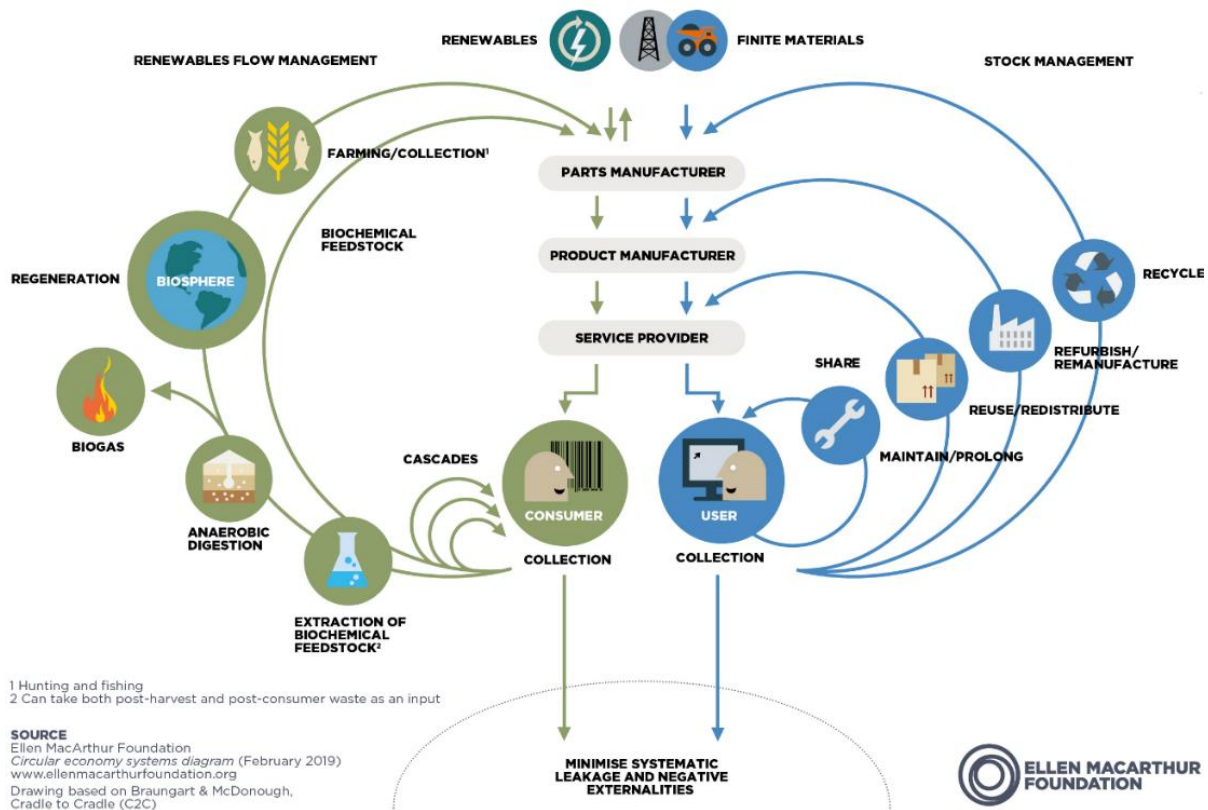 RENEWABLES
FINITE MATERIALS
RENEWABLES FLOW MANAGEMENT
STOCK MANAGEMENT
FARMING/COLLECTION¹
PARTS MANUFACTURER
BIOCHEMICAL
FEEDSTOCK
PRODUCT MANUFACTURER
REGENERATION
BIOSPHERE
RECYCLE
SERVICE PROVIDER
SHARE
REFURBISH/
REMANUFACTURE
REUSE/REDISTRIBUTE
BIOGAS
CASCADES
MAINTAIN/PROLONG
CONSUMER
USER
ANAEROBIC
DIGESTION
COLLECTION
COLLECTION
EXTRACTION OF
BIOCHEMICAL
FEEDSTOCK²
1 Hunting and fishing
2 Can take both post-harvest and post-consumer waste as an input
SOURCE
Ellen MacArthur Foundation
Circular economy systems diagram (February 2019)
www.ellenmacarthurfoundation.org
Drawing based on Braungart & McDonough,
Cradle to Cradle (C2C)
MINIMISE SYSTEMATIC
LEAKAGE AND NEGATIVE
EXTERNALITIES
ELLEN MACARTHUR
FOUNDATION